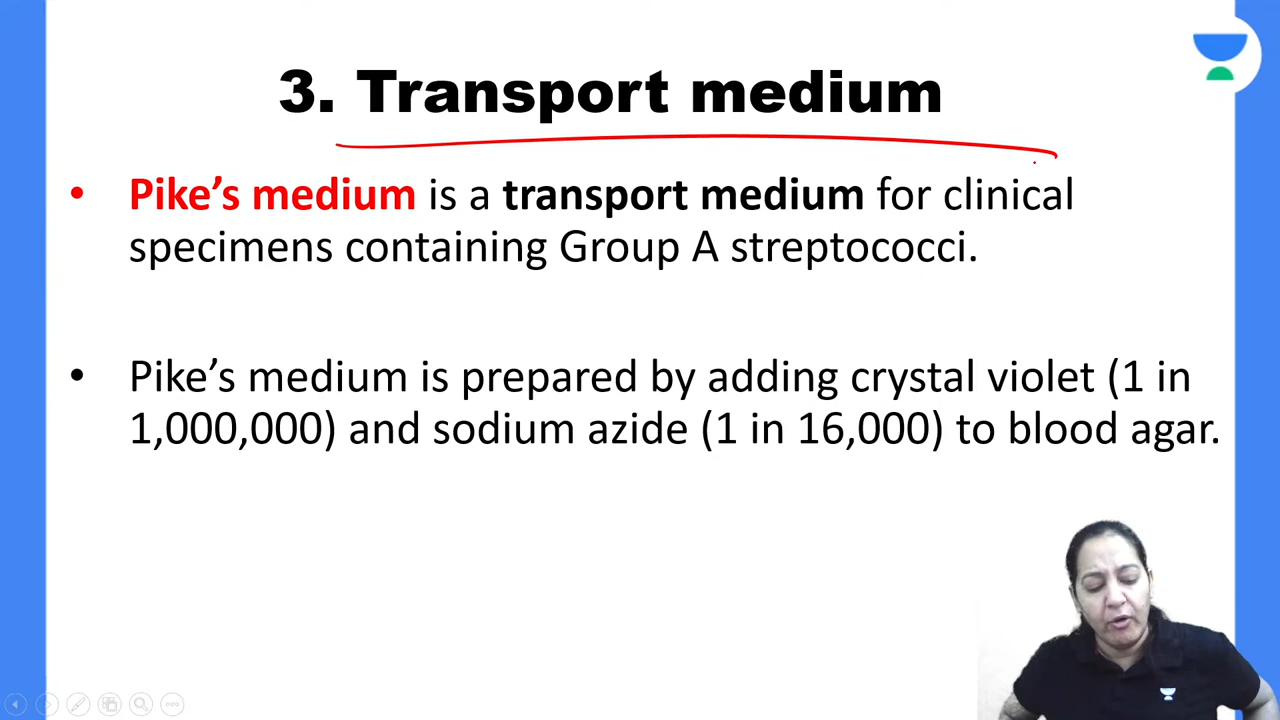 3. Transport medium
• Pike’s medium is a transport medium for clinical
specimens containing Group A streptococci.
• Pike’s medium is prepared by adding crystal violet (1 in
1,000,000) and sodium azide (1 in 16,000) to blood agar.